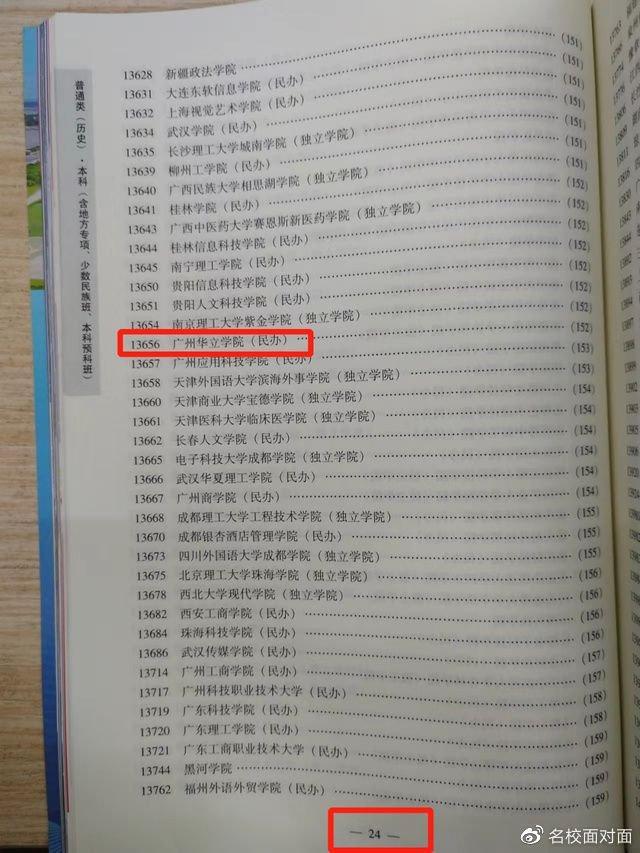 普通类（历史）·本科（含地方专项、少数民族班、本科预科班）
13628 新疆政法学院 (151)
13631 大连东软信息学院（民办） (151)
13632 上海视觉艺术学院（民办） (151)
13634 武汉学院（民办） (151)
13635 长沙理工大学城南学院（独立学院） (151)
13639 柳州工学院（民办） (151)
13640 广西民族大学相思湖学院（独立学院） (151)
13641 桂林学院（民办） (152)
13643 广西中医药大学赛恩斯新医药学院（独立学院） (152)
13644 桂林信息科技学院（民办） (152)
13645 南宁理工学院（民办） (152)
13650 贵阳信息科技学院（民办） (152)
13651 贵阳人文科技学院（民办） (152)
13654 南京理工大学紫金学院（独立学院） (152)
13656 广州华立学院（民办） (152)
13657 广州应用科技学院（民办） (153)
13658 天津外国语大学滨海外事学院（独立学院） (153)
13660 天津商业大学宝德学院（独立学院） (154)
13661 天津医科大学临床医学院（独立学院） (154)
13662 长春人文学院（民办） (154)
13665 电子科技大学成都学院（独立学院） (154)
13666 武汉华夏理工学院（民办） (154)
13667 广州商学院（民办） (154)
13668 成都理工大学工程技术学院（独立学院） (155)
13670 成都银杏酒店管理学院（民办） (155)
13673 四川外国语大学成都学院（独立学院） (155)
13675 北京理工大学珠海学院（独立学院） (156)
13678 西北大学现代学院（独立学院） (156)
13682 西安工商学院（民办） (156)
13684 珠海科技学院（民办） (156)
13686 武汉传媒学院（民办） (157)
13714 广州工商学院（民办） (157)
13717 广州科技职业技术大学（民办） (158)
13719 广东科技学院（民办） (158)
13720 广东理工学院（民办） (159)
13721 广东工商职业技术大学（民办） (159)
13744 黑河学院 (159)
13762 福州外语外贸学院（民办） (159)
— 24 —
@名校面对面